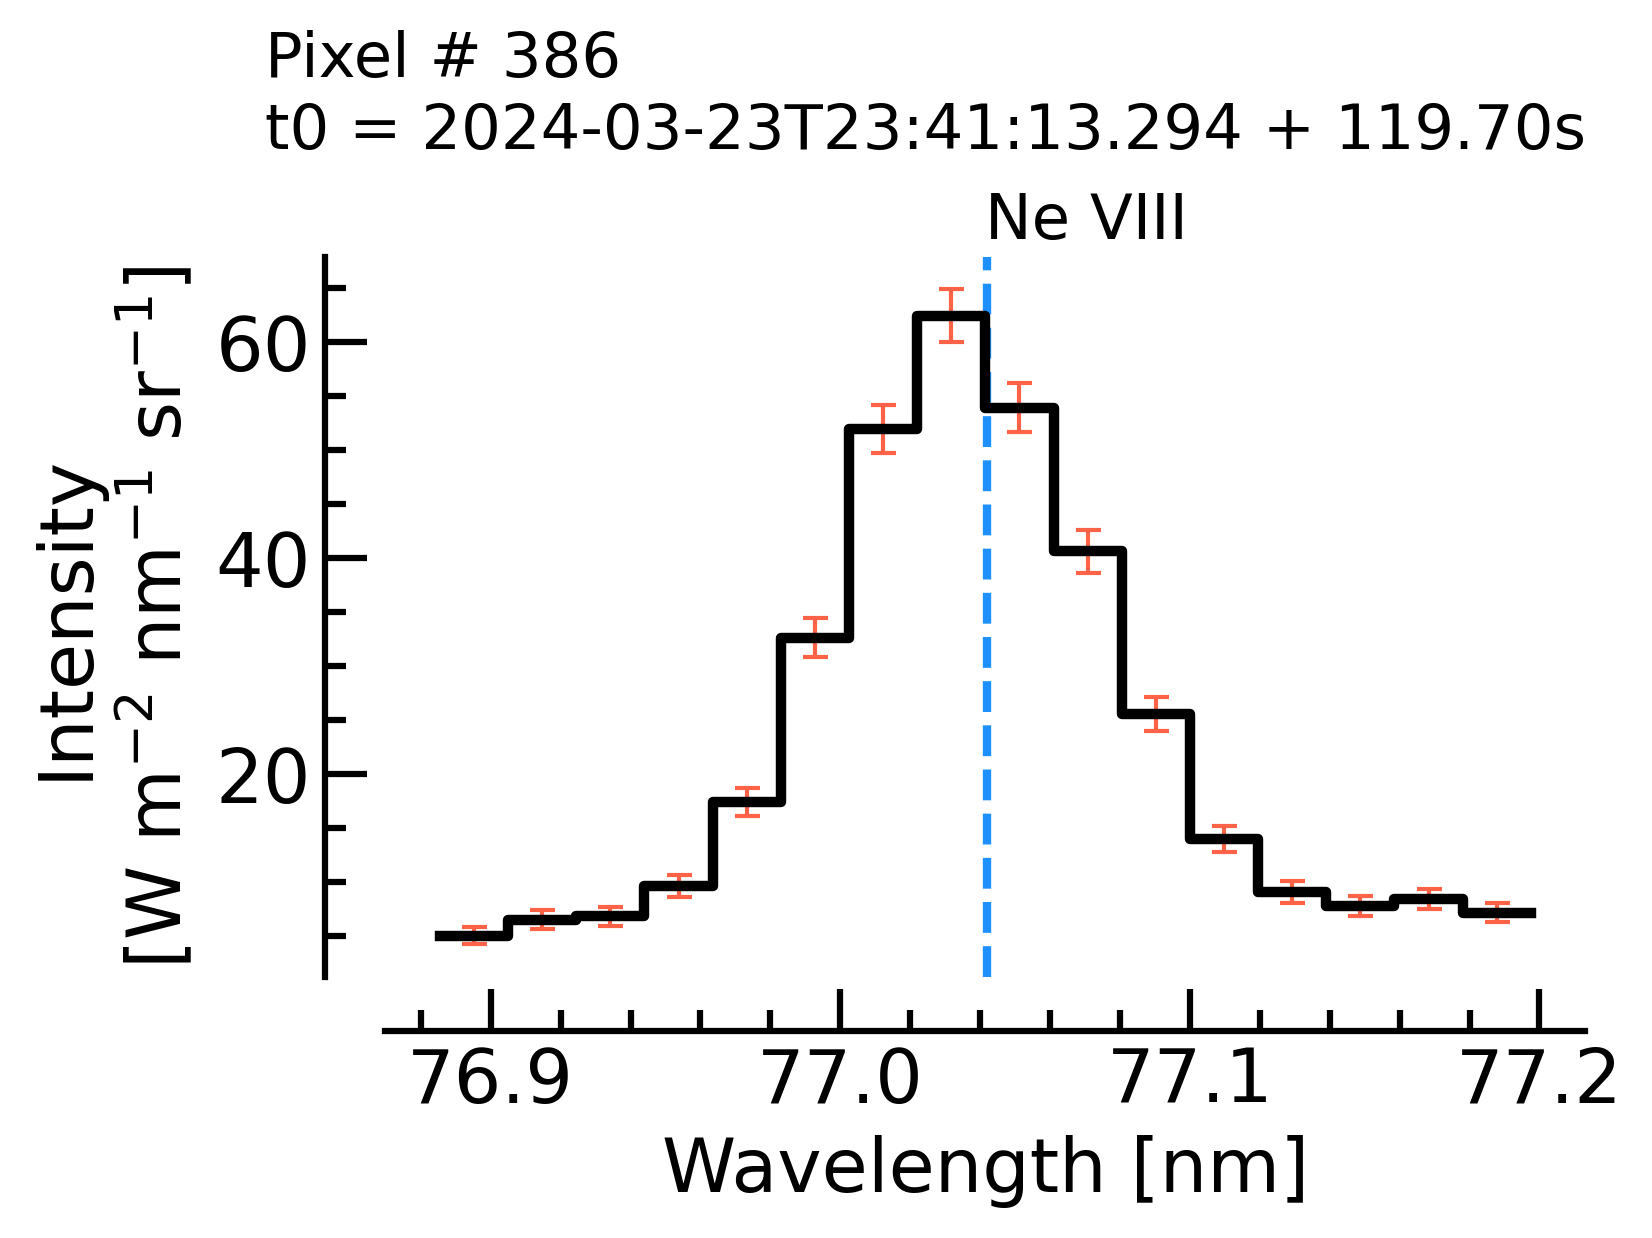 Pixel # 386
t0 = 2024-03-23T23:41:13.294 + 119.70s
Ne VIII
Intensity
[W m⁻² nm⁻¹ sr⁻¹]
60
40
20
76.9 77.0 77.1 77.2
Wavelength [nm]